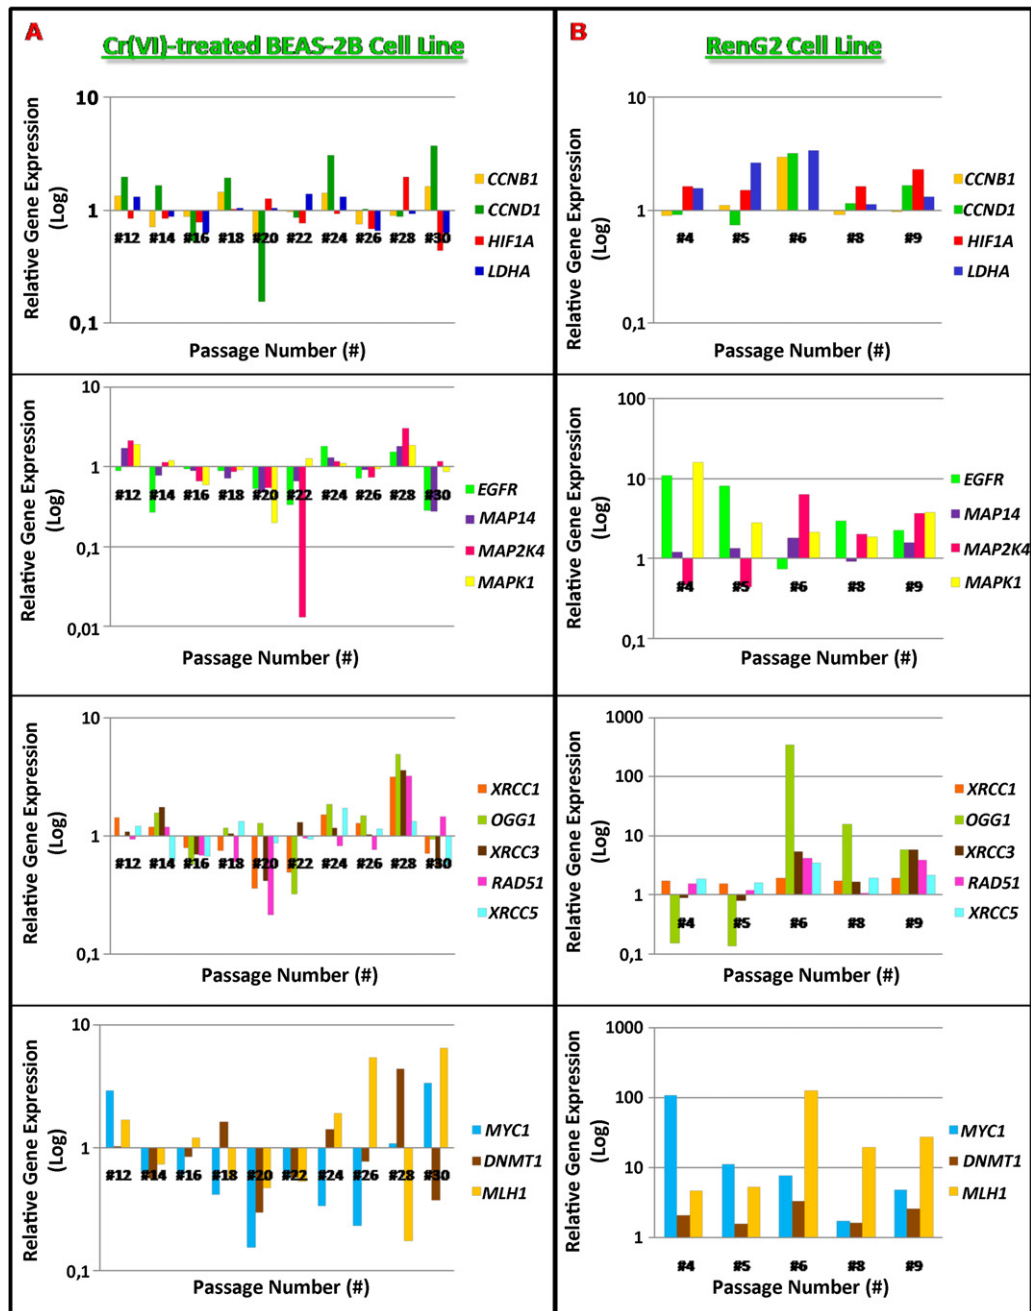 A
Cr(VI)-treated BEAS-2B Cell Line
Relative Gene Expression
(Log)
10
1
0,1
#12 #14 #16 #18 #20 #22 #24 #26 #28 #30
Passage Number (#)
CCNB1
CCND1
HIF1A
LDHA
Relative Gene Expression
(Log)
10
1
0,1
0,01
#12 #14 #16 #18 #20 #22 #24 #26 #28 #30
Passage Number (#)
EGFR
MAP14
MAP2K4
MAPK1
Relative Gene Expression
(Log)
10
1
0,1
#12 #14 #16 #18 #20 #22 #24 #26 #28 #30
Passage Number (#)
XRCC1
OGG1
XRCC3
RAD51
XRCC5
Relative Gene Expression
(Log)
10
1
0,1
#12 #14 #16 #18 #20 #22 #24 #26 #28 #30
Passage Number (#)
MYC1
DNMT1
MLH1
B
RenG2 Cell Line
Relative Gene Expression
(Log)
10
1
0,1
#4 #5 #6 #8 #9
Passage Number (#)
CCNB1
CCND1
HIF1A
LDHA
Relative Gene Expression
(Log)
100
10
1
0,1
#4 #5 #6 #8 #9
Passage Number (#)
EGFR
MAP14
MAP2K4
MAPK1
Relative Gene Expression
(Log)
1000
100
10
1
0,1
#4 #5 #6 #8 #9
Passage Number (#)
XRCC1
OGG1
XRCC3
RAD51
XRCC5
Relative Gene Expression
(Log)
1000
100
10
1
#4 #5 #6 #8 #9
Passage Number (#)
MYC1
DNMT1
MLH1